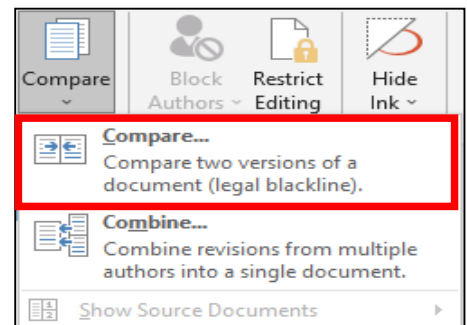 Compare
Block
Authors
Restrict
Editing
Hide
Ink
Compare...
Compare two versions of a
document (legal blackline).
Combine...
Combine revisions from multiple
authors into a single document.
Show Source Documents